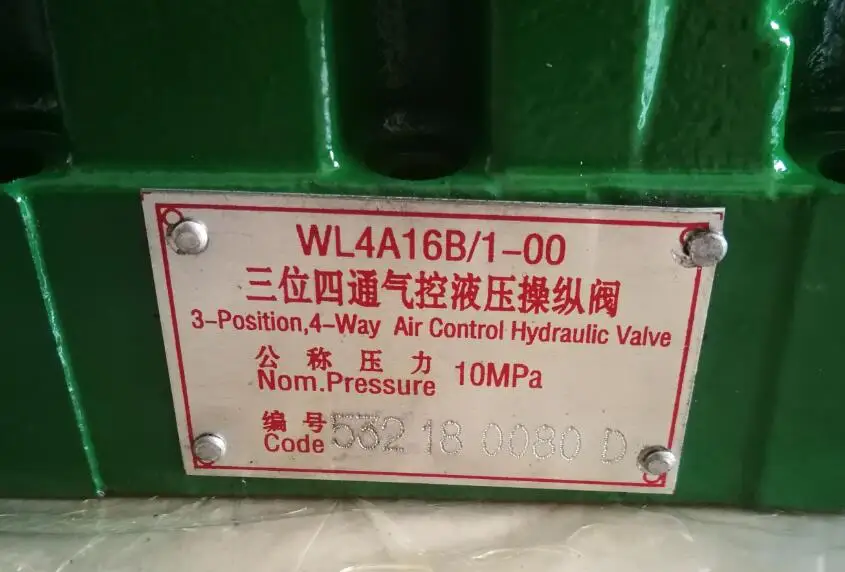 WL4A16B/1-00
三位四通气控液压操纵阀
3-Position,4-Way Air Control Hydraulic Valve
公称压力
Nom.Pressure 10MPa
编号
Code 532 18 0080 D